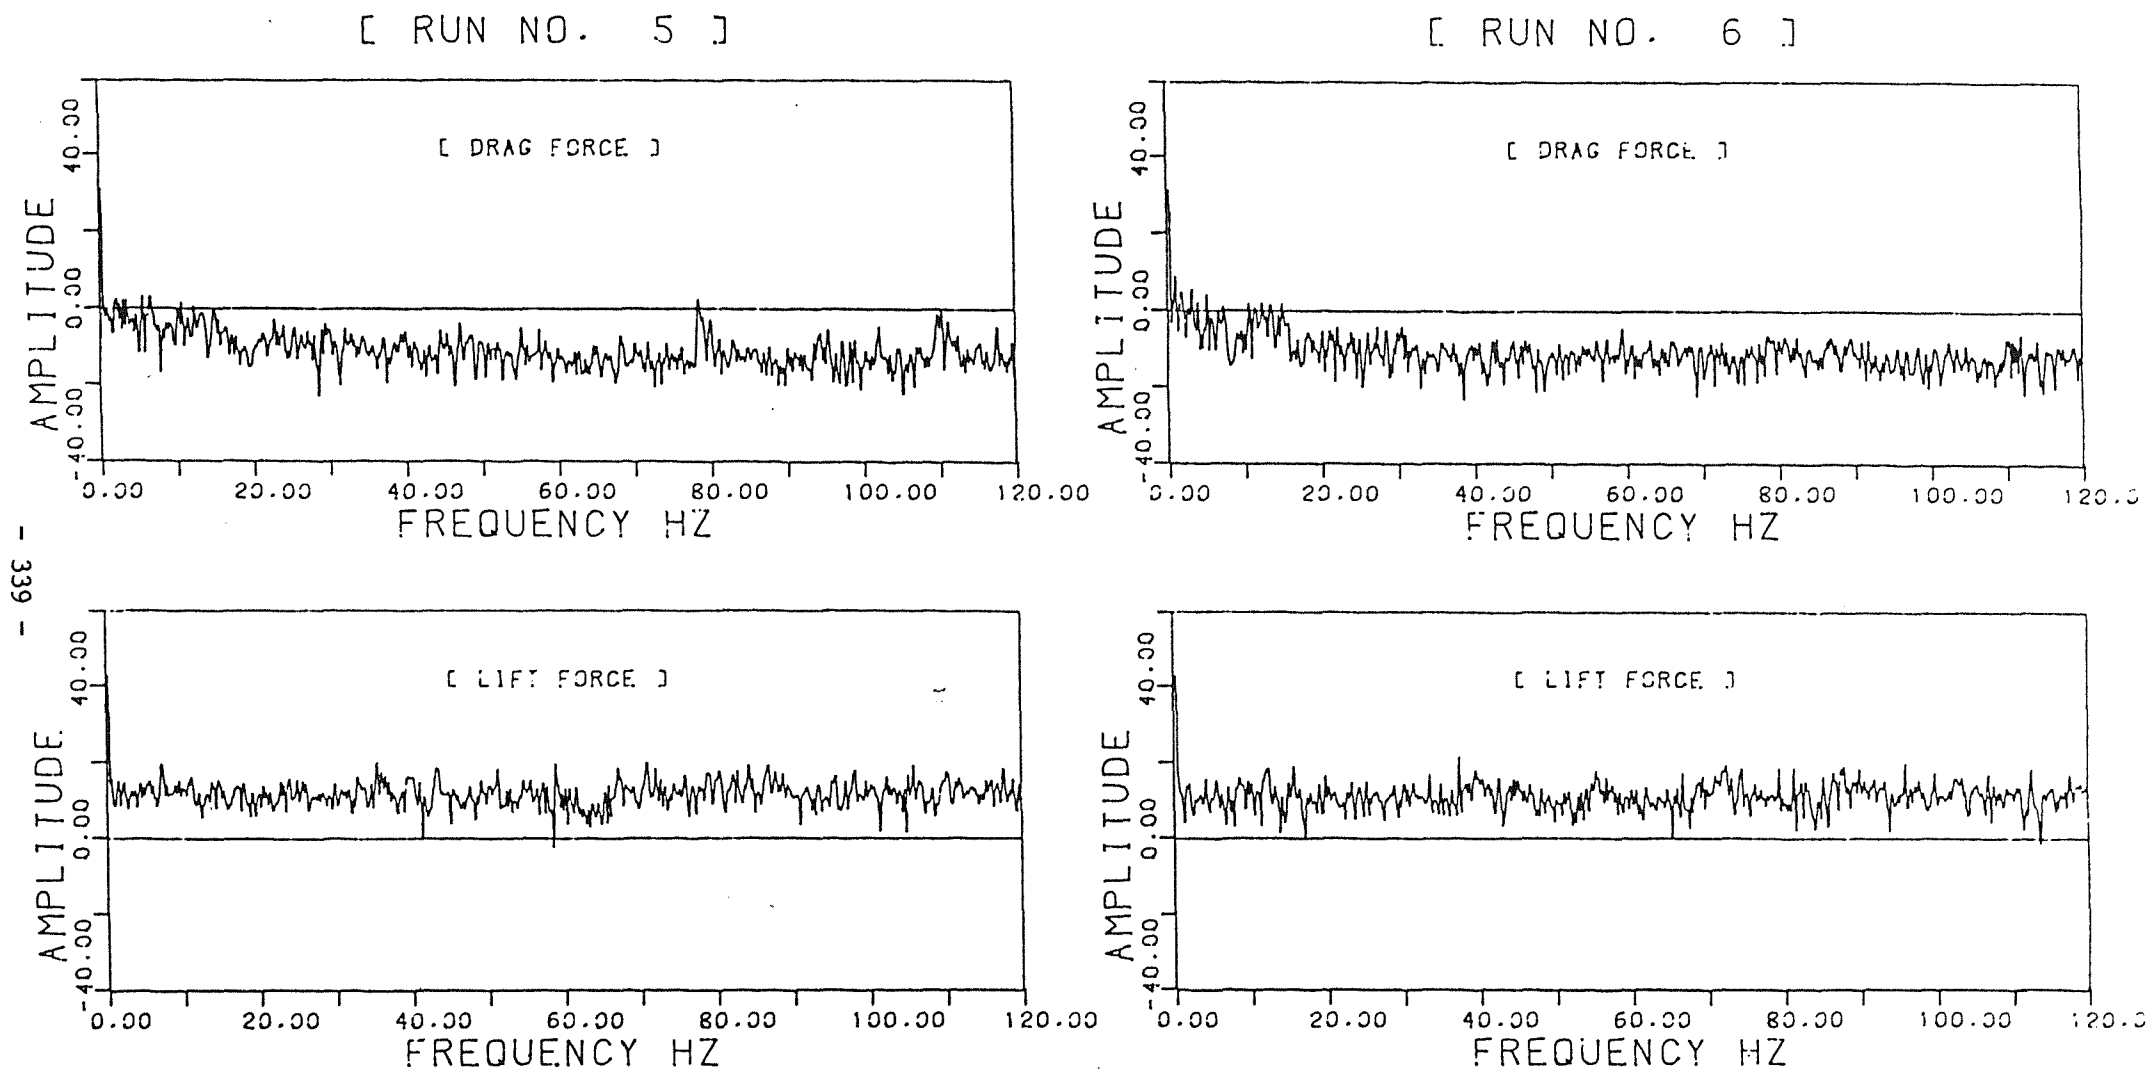 [ RUN NO. 5 ]
[ DRAG FORCE ]
AMPLITUDE
40.00
0.00
-40.00
0.00 20.00 40.00 60.00 80.00 100.00 120.00
FREQUENCY HZ
[ RUN NO. 6 ]
[ DRAG FORCE ]
AMPLITUDE
40.00
0.00
-40.00
0.00 20.00 40.00 60.00 80.00 100.00 120.0
FREQUENCY HZ
- 339 -
[ LIFT FORCE ]
AMPLITUDE
40.00
0.00
-40.00
0.00 20.00 40.00 60.00 80.00 100.00 120.00
FREQUENCY HZ
[ LIFT FORCE ]
AMPLITUDE
40.00
0.00
-40.00
0.00 20.00 40.00 60.00 80.00 100.00 120.0
FREQUENCY HZ